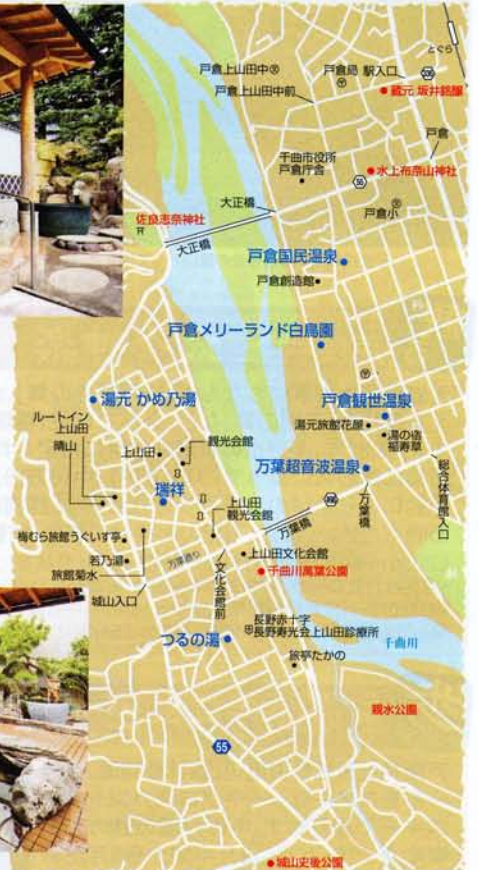 とぐら
戸倉上山田中
戸倉局
駅入口
戸倉上山田中前
蔵元 坂井銘醸
戸倉
千曲市役所
戸倉庁舎
水上布奈山神社
56
大正橋
戸倉小
佐良志奈神社
大正橋
戸倉国民温泉
戸倉創造館
戸倉メリーランド白鳥園
湯元 かめ乃湯
戸倉観世温泉
ルートイン
上山田
湯元旅館花屋
晴山
観光会館
湯の宿
福寿草
上山田
万葉超音波温泉
総合体育館入口
瑞祥
上山田
観光会館
万葉橋
万葉橋
梅むら旅館うぐいす亭
上山田文化会館
若乃湯
万葉通り
旅館菊水
文化会館前
千曲川萬葉公園
城山入口
長野赤十字
長野寿光会上山田診療所
つるの湯
千曲川
旅亭たかの
親水公園
55
城山史後公園